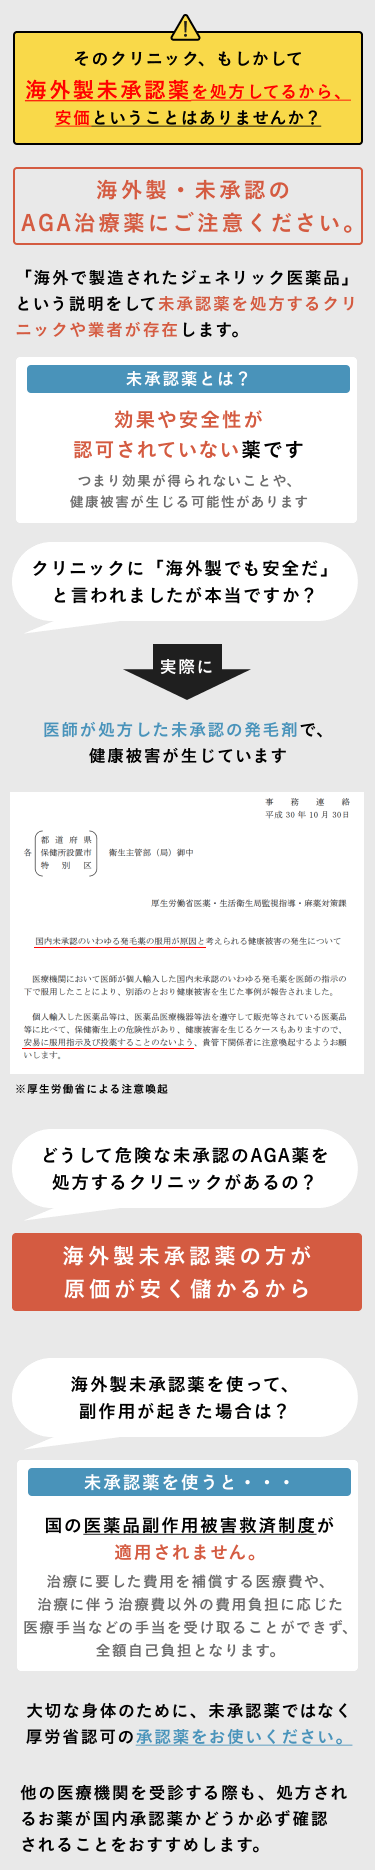 そのクリニック、もしかして
海外製未承認薬を処方してるから、
安価ということはありませんか？
海外製・未承認の
AGA治療薬にご注意ください。
「海外で製造されたジェネリック医薬品」
という説明をして未承認薬を処方するクリ
ニックや業者が存在します。
未承認薬とは？
効果や安全性が
認可されていない薬です
つまり効果が得られないことや、
健康被害が生じる可能性があります
クリニックに「海外製でも安全だ」
と言われましたが本当ですか？
実際に
医師が処方した未承認の発毛剤で、
健康被害が生じています
事務連絡
平成30年10月30日
都道府県
各 保健所設置市 衛生主管部（局）御中
特別区
厚生労働省医薬・生活衛生局監視指導・麻薬対策課
国内未承認のいわゆる発毛薬の服用が原因と考えられる健康被害の発生について
医療機関において医師が個人輸入した国内未承認のいわゆる発毛薬を医師の指示の
下で服用したことにより、別添のとおり健康被害を生じた事例が報告されました。
個人輸入した医薬品等は、医薬品医療機器等法を遵守して販売等されている医薬品
等に比べて、保健衛生上の危険性があり、健康被害を生じるケースもありますので、
安易に服用指示及び投薬することのないよう、貴管下関係者に注意喚起するようお願
いします。
※厚生労働省による注意喚起
どうして危険な未承認のAGA薬を
処方するクリニックがあるの？
海外製未承認薬の方が
原価が安く儲かるから
海外製未承認薬を使って、
副作用が起きた場合は？
未承認薬を使うと・・・
国の医薬品副作用被害救済制度が
適用されません。
治療に要した費用を補償する医療費や、
治療に伴う治療費以外の費用負担に応じた
医療手当などの手当を受け取ることができず、
全額自己負担となります。
大切な身体のために、未承認薬ではなく
厚労省認可の承認薬をお使いください。
他の医療機関を受診する際も、処方され
るお薬が国内承認薬かどうか必ず確認
されることをおすすめします。